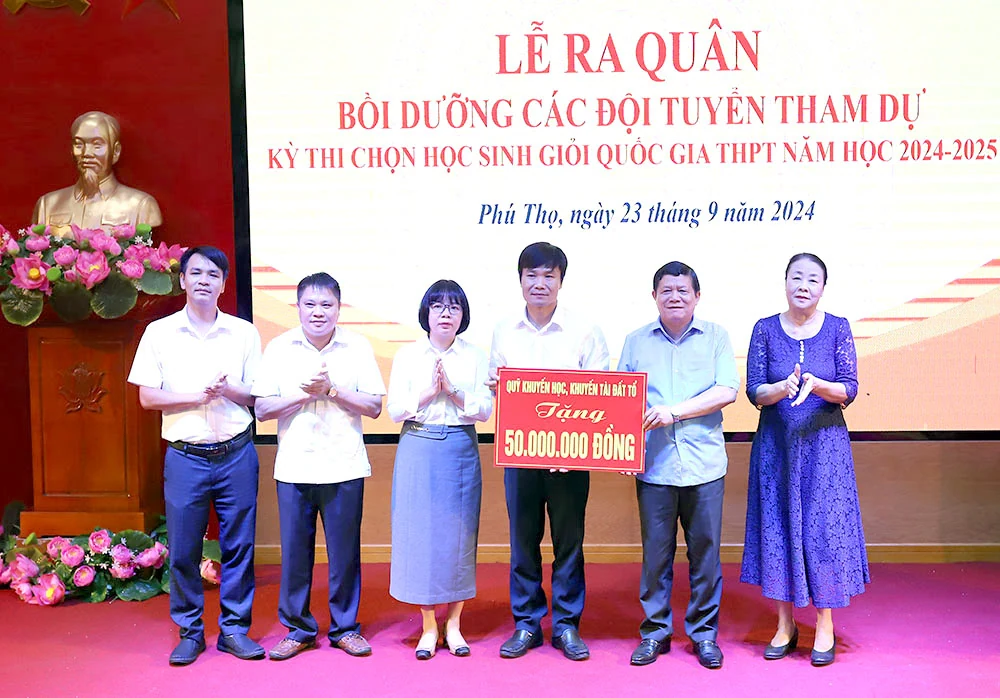 LỄ RA QUÂN
BỒI DƯỠNG CÁC ĐỘI TUYỂN THAM DỰ
KỲ THI CHỌN HỌC SINH GIỎI QUỐC GIA THPT NĂM HỌC 2024-2025
Phú Thọ, ngày 23 tháng 9 năm 2024
QUỸ KHUYẾN HỌC, KHUYẾN TÀI ĐẤT TỔ
Tặng
50.000.000 ĐỒNG